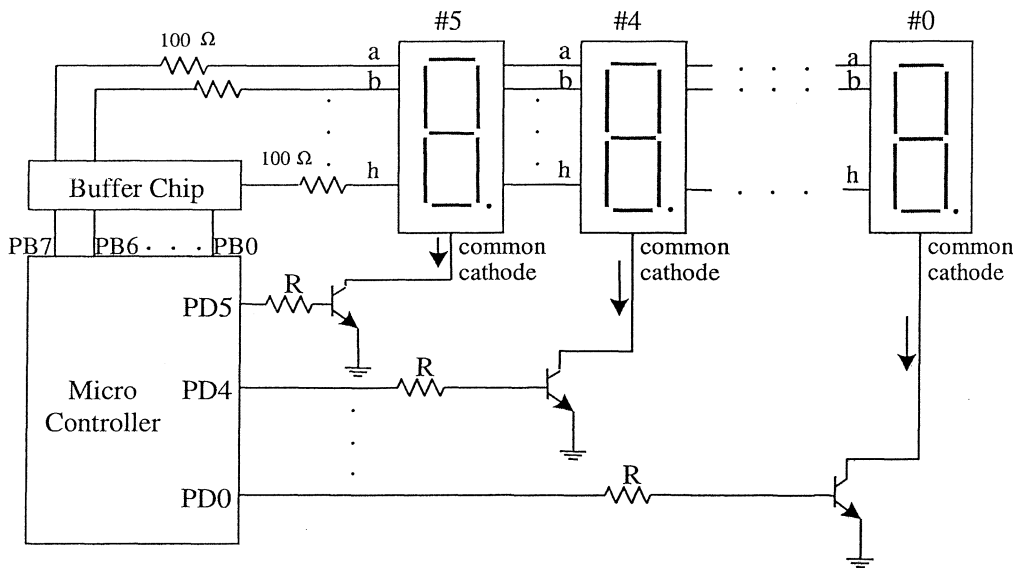 #5 #4 #0
100 Ω
a a a
b b b
100 Ω
h h h
Buffer Chip
PB7 PB6 . . . PB0
common cathode
common cathode
common cathode
PD5 R
PD4 R
Micro Controller
PD0 R